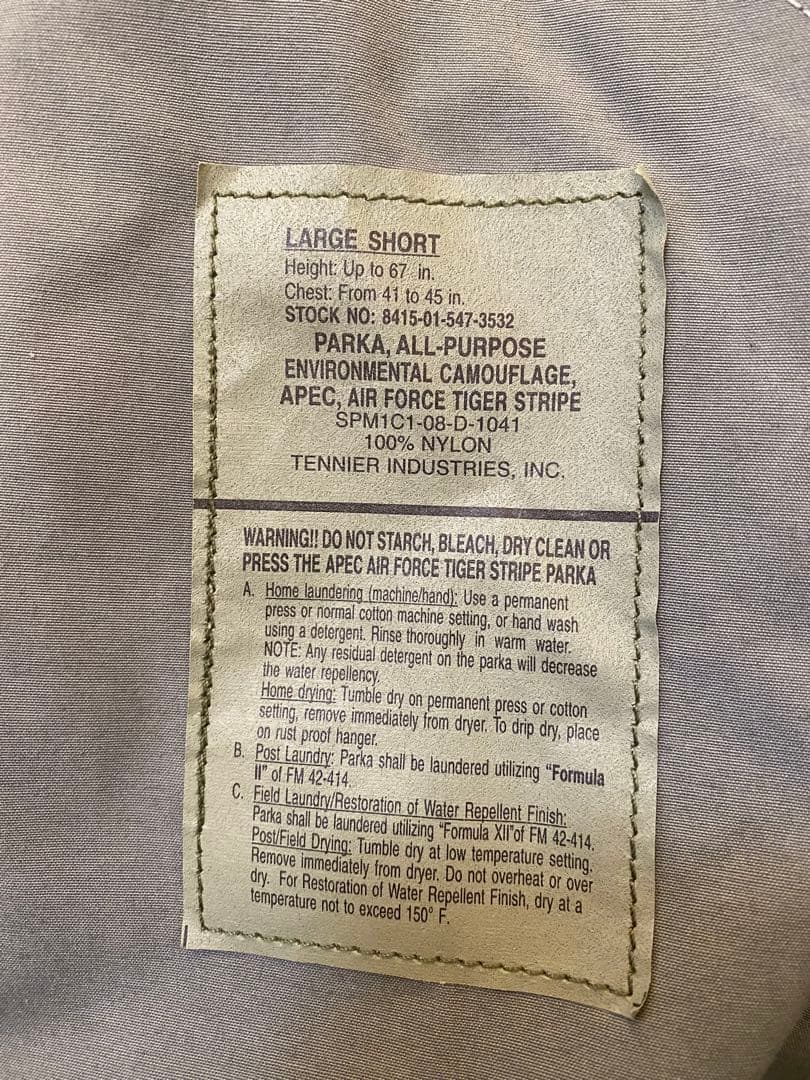 LARGE SHORT
Height: Up to 67 in.
Chest: From 41 to 45 in.
STOCK NO: 8415-01-547-3532
PARKA, ALL-PURPOSE
ENVIRONMENTAL CAMOUFLAGE,
APEC, AIR FORCE TIGER STRIPE
SPM1C1-08-D-1041
100% NYLON
TENNIER INDUSTRIES, INC.
WARNING!! DO NOT STARCH, BLEACH, DRY CLEAN OR
PRESS THE APEC AIR FORCE TIGER STRIPE PARKA
A. Home laundering (machine/hand): Use a permanent
press or normal cotton machine setting, or hand wash
using a detergent. Rinse thoroughly in warm water.
NOTE: Any residual detergent on the parka will decrease
the water repellency.
Home drying: Tumble dry on permanent press or cotton
setting, remove immediately from dryer. To drip dry, place
on rust proof hanger.
B. Post Laundry: Parka shall be laundered utilizing “Formula
II” of FM 42-414.
C. Field Laundry/Restoration of Water Repellent Finish:
Parka shall be laundered utilizing “Formula XII”of FM 42-414.
Post/Field Drying: Tumble dry at low temperature setting.
Remove immediately from dryer. Do not overheat or over
dry. For Restoration of Water Repellent Finish, dry at a
temperature not to exceed 150° F.